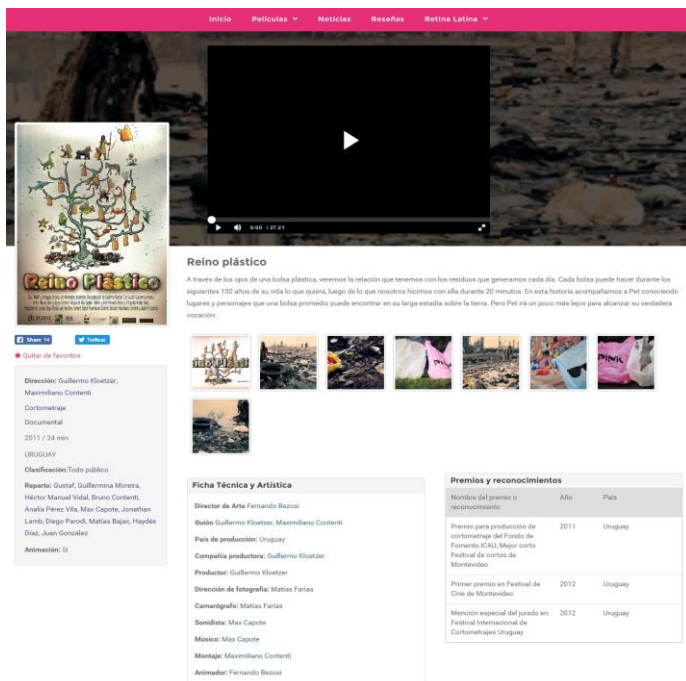 Inicio Películas Noticias Reseñas Retina Latina
0:00 / 27:21
Reino Plástico
Share 14 Twittear
Quitar de favoritos
Dirección: Guillermo Kloetzer,
Maximiliano Contenti
Cortometraje
Documental
2011 / 24 min
URUGUAY
Clasificación:Todo público
Reparto: Gustaf, Guillermina Moreira,
Héctor Manuel Vidal, Bruno Contenti,
Analía Pérez Vila, Max Capote, Jonathan
Lamb, Diego Parodi, Matías Bajac, Haydée
Díaz, Juan González
Animación: Si
Reino plástico
A través de los ojos de una bolsa plástica, veremos la relación que tenemos con los residuos que generamos cada día. Cada bolsa puede hacer durante los
siguientes 100 años de su vida lo que quiera, luego de lo que nosotros hicimos con ella durante 20 minutos. En esta historia acompañamos a Pet conociendo
lugares y personajes que una bolsa promedio puede encontrar en su larga estadía sobre la tierra. Pero Pet irá un poco más lejos para alcanzar su verdadera
vocación.
PINK
PINK
Ficha Técnica y Artística
Director de Arte Fernando Bezosi
Guión Guillermo Kloetzer, Maximiliano Contenti
País de producción: Uruguay
Compañía productora: Guillermo Kloetzer
Productor: Guillermo Kloetzer
Dirección de fotografía: Matías Farías
Camarógrafo: Matías Farías
Sonidista: Max Capote
Músico: Max Capote
Montaje: Maximiliano Contenti
Animador: Fernando Bezosi
Premios y reconocimientos
Nombre del premio o Año País
reconocimiento
Premio para producción de 2011 Uruguay
cortometraje del Fondo de
Fomento ICAU, Mejor corto
Festival de cortos de
Montevideo
Primer premio en Festival de 2012 Uruguay
Cine de Montevideo
Mención especial del jurado en 2012 Uruguay
Festival Internacional de
Cortometrajes Uruguay